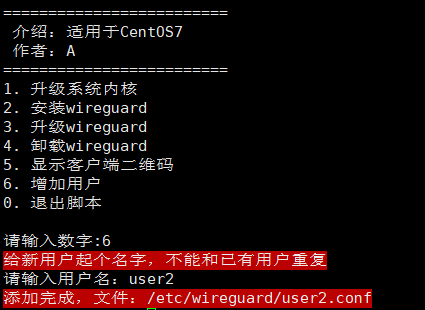 =========================
介绍：适用于CentOS7
作者：A
=========================
1. 升级系统内核
2. 安装wireguard
3. 升级wireguard
4. 卸载wireguard
5. 显示客户端二维码
6. 增加用户
0. 退出脚本
请输入数字:6
给新用户起个名字，不能和已有用户重复
请输入用户名：user2
添加完成，文件：/etc/wireguard/user2.conf